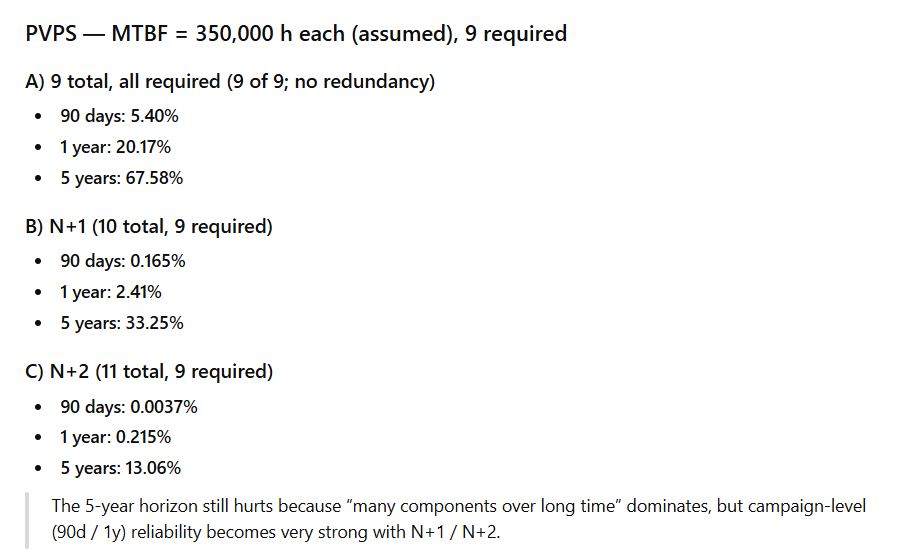 PVPS — MTBF = 350,000 h each (assumed), 9 required
A) 9 total, all required (9 of 9; no redundancy)
• 90 days: 5.40%
• 1 year: 20.17%
• 5 years: 67.58%
B) N+1 (10 total, 9 required)
• 90 days: 0.165%
• 1 year: 2.41%
• 5 years: 33.25%
C) N+2 (11 total, 9 required)
• 90 days: 0.0037%
• 1 year: 0.215%
• 5 years: 13.06%
The 5-year horizon still hurts because “many components over long time” dominates, but campaign-level
(90d / 1y) reliability becomes very strong with N+1 / N+2.